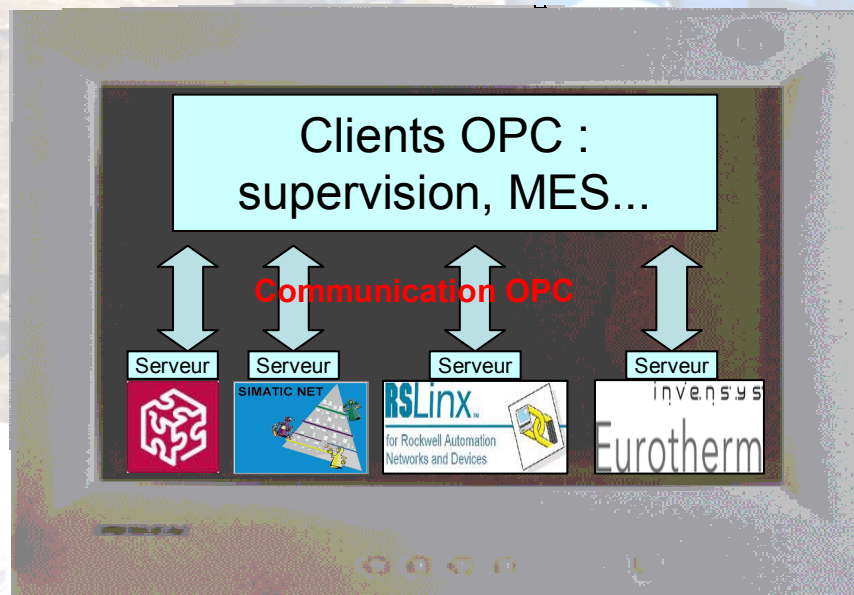 Clients OPC :
supervision, MES...
Communication OPC
Serveur
Serveur
Serveur
Serveur
SIMATIC NET
RSLinx™
for Rockwell Automation
Networks and Devices
invensys
Eurotherm